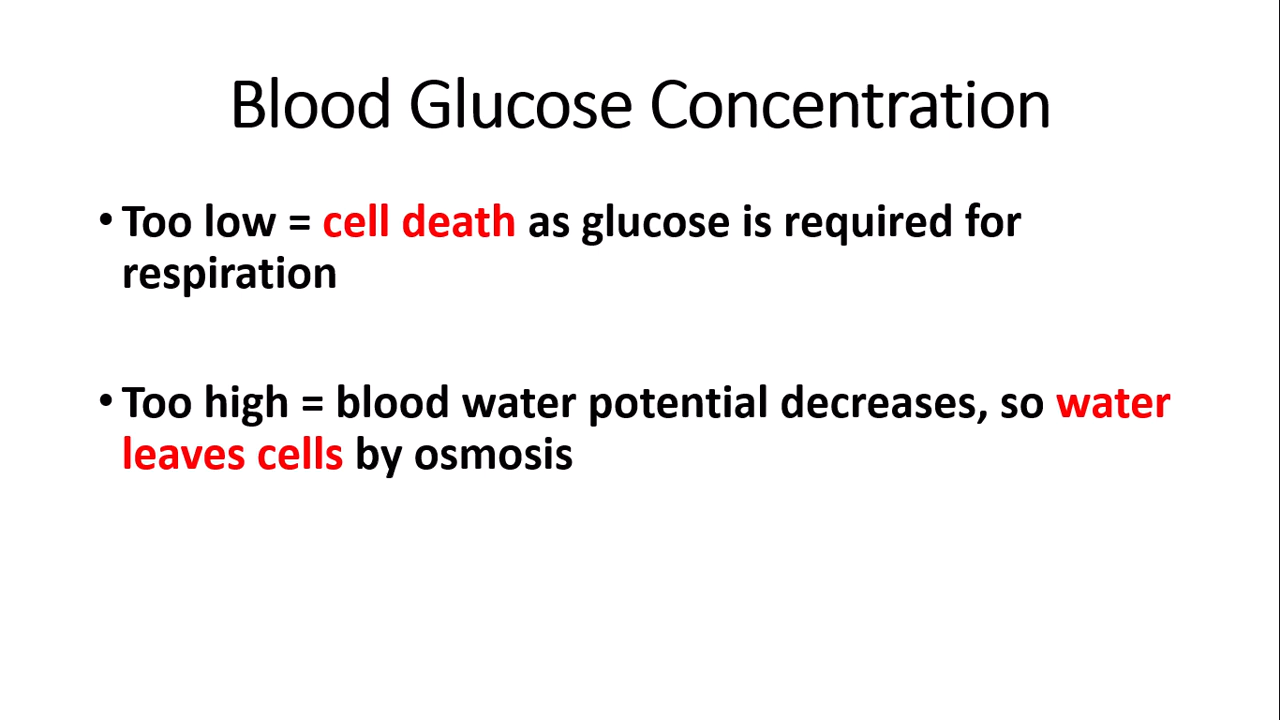 Blood Glucose Concentration
• Too low = cell death as glucose is required for
respiration
• Too high = blood water potential decreases, so water
leaves cells by osmosis